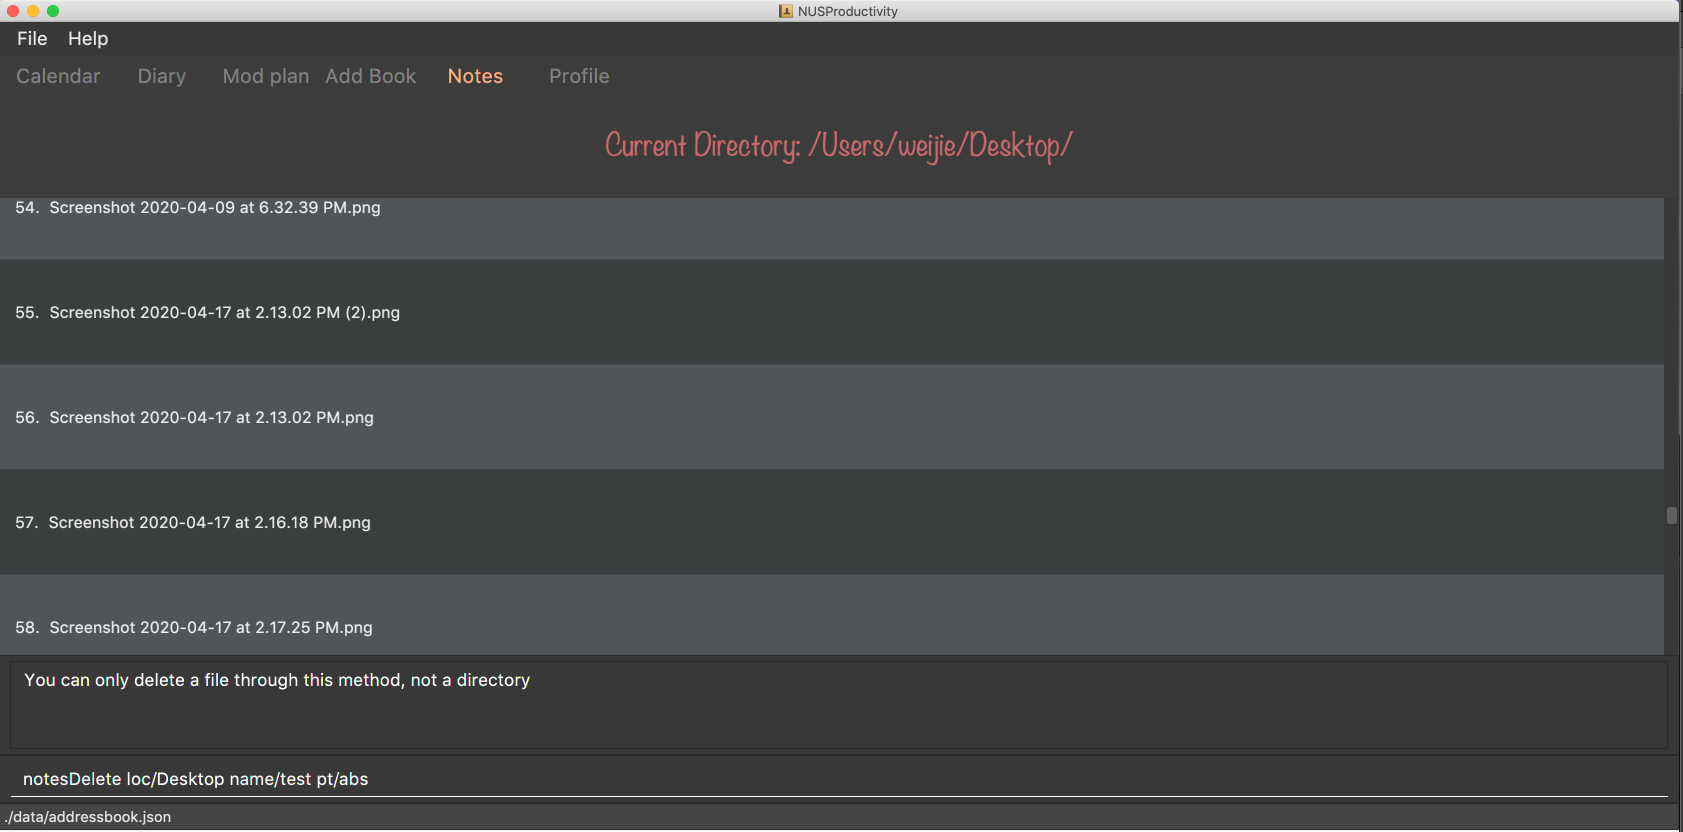 NUSProductivity
File Help
Calendar Diary Mod plan Add Book Notes Profile
Current Directory: /Users/weijie/Desktop/
54. Screenshot 2020-04-09 at 6.32.39 PM.png
55. Screenshot 2020-04-17 at 2.13.02 PM (2).png
56. Screenshot 2020-04-17 at 2.13.02 PM.png
57. Screenshot 2020-04-17 at 2.16.18 PM.png
58. Screenshot 2020-04-17 at 2.17.25 PM.png
You can only delete a file through this method, not a directory
notesDelete loc/Desktop name/test pt/abs
./data/addressbook.json